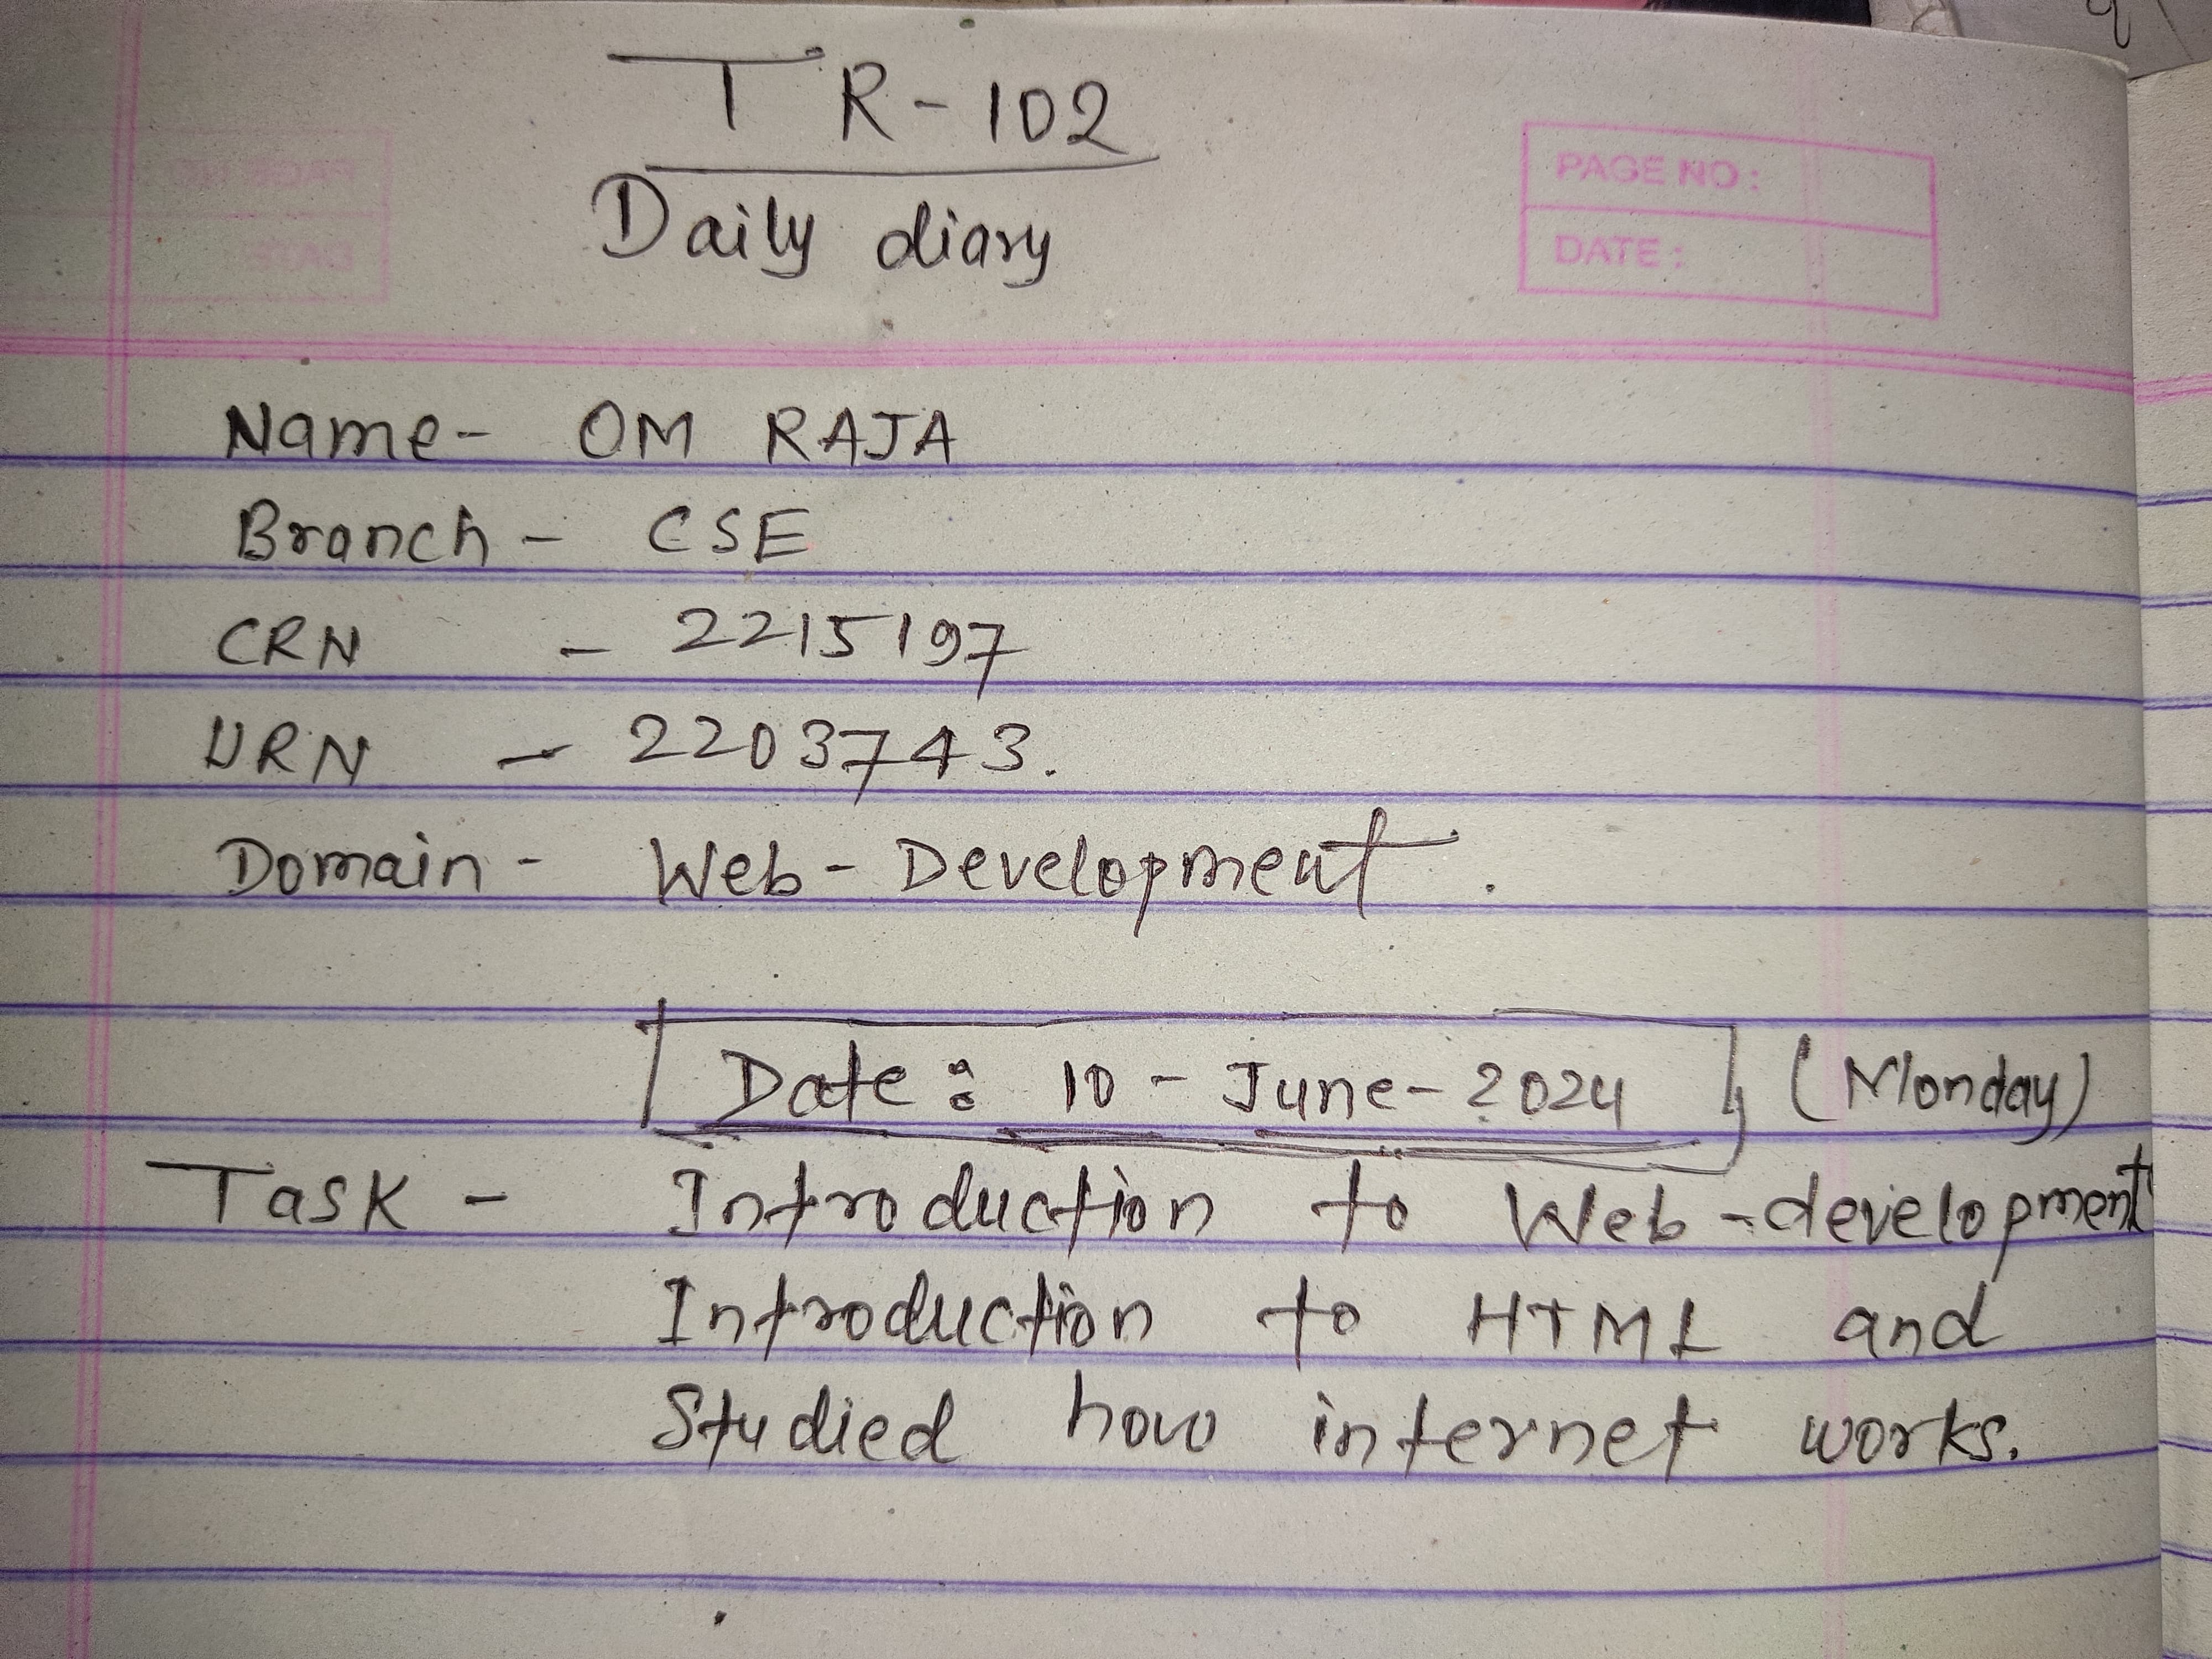 TR-102
Daily diary
PAGE NO :
DATE :
Name- OM RAJA
Branch - CSE
CRN - 2215197
URN - 2203743.
Domain - Web-Development.
Date : 10 - June - 2024 (Monday)
Task - Introduction to Web-development
Introduction to HTML and
Studied how internet works.